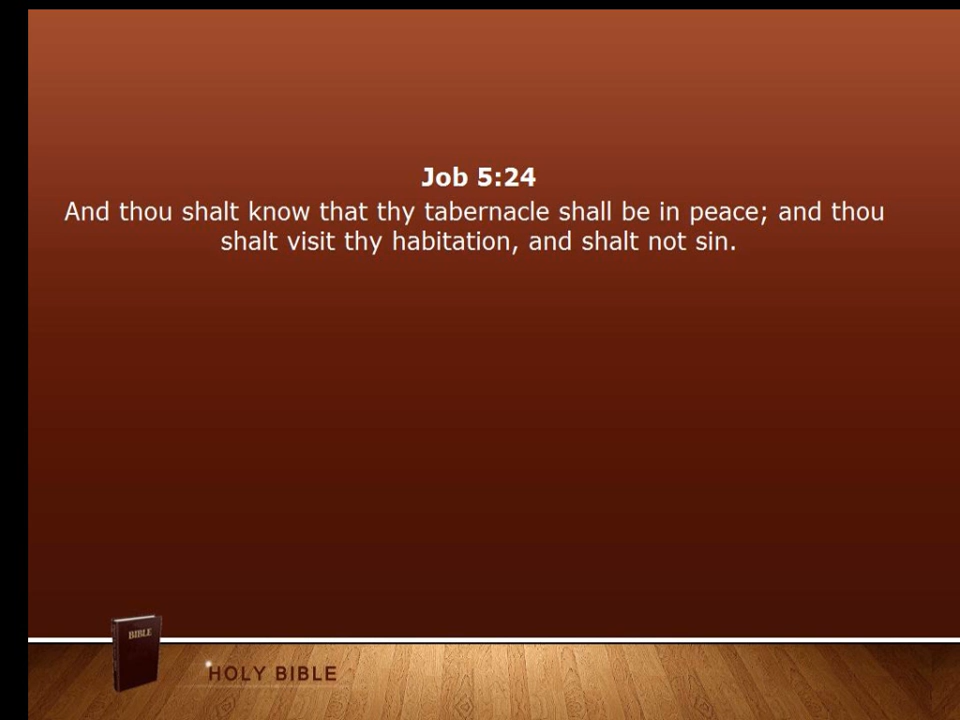 Job 5:24
And thou shalt know that thy tabernacle shall be in peace; and thou
shalt visit thy habitation, and shalt not sin.
BIBLE
HOLY BIBLE